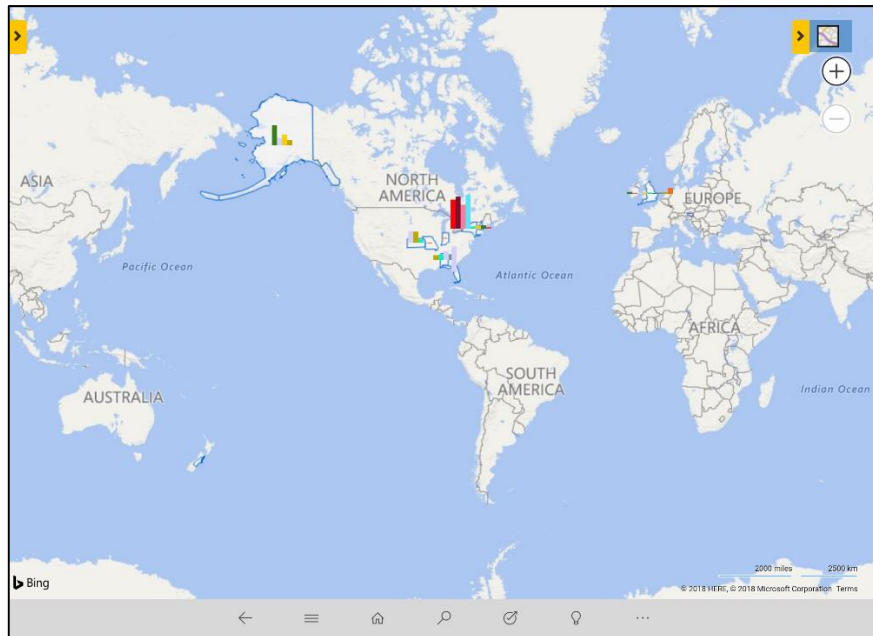 ASIA
NORTH
AMERICA
EUROPE
Pacific Ocean
Atlantic Ocean
AFRICA
SOUTH
AMERICA
AUSTRALIA
Indian Ocean
Bing
2000 miles 2500 km
© 2018 HERE, © 2018 Microsoft Corporation Terms